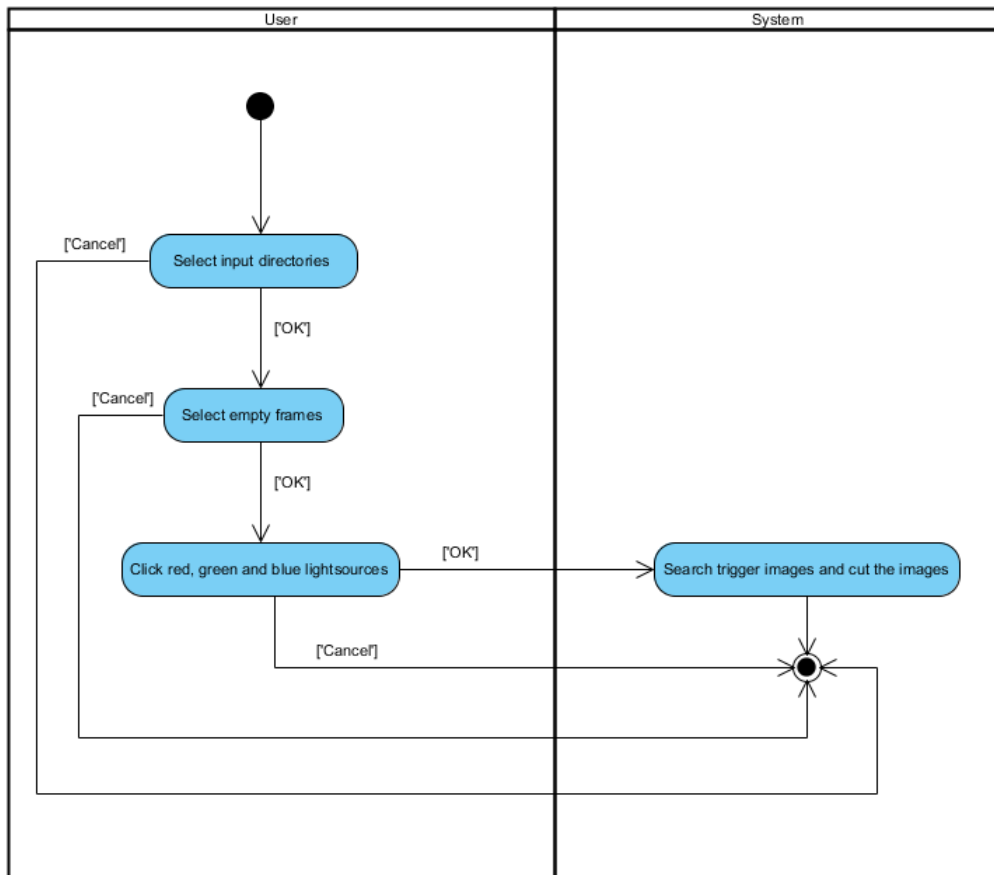 User
System
['Cancel']
Select input directories
['OK']
['Cancel']
Select empty frames
['OK']
Click red, green and blue lightsources
['OK']
Search trigger images and cut the images
['Cancel']